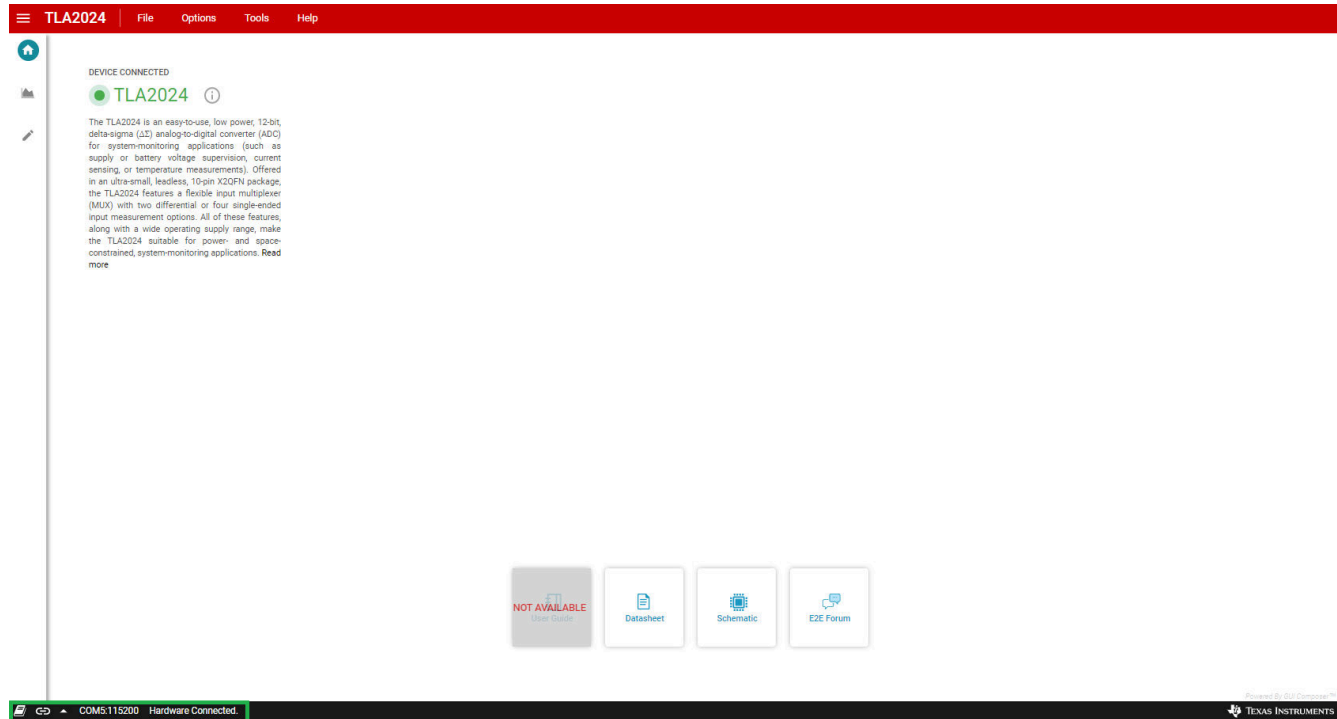 TLA2024 File Options Tools Help
DEVICE CONNECTED
TLA2024
The TLA2024 is an easy-to-use, low power, 12-bit,
delta-sigma (ΔΣ) analog-to-digital converter (ADC)
for system-monitoring applications (such as
supply or battery voltage supervision, current
sensing, or temperature measurements). Offered
in an ultra-small, leadless, 10-pin X2QFN package,
the TLA2024 features a flexible input multiplexer
(MUX) with two differential or four single-ended
input measurement options. All of these features,
along with a wide operating supply range, make
the TLA2024 suitable for power- and space-
constrained, system-monitoring applications. Read
more
NOT AVAILABLE
User Guide
Datasheet
Schematic
E2E Forum
Powered By GUI Composer™
COM5:115200 Hardware Connected.
TEXAS INSTRUMENTS